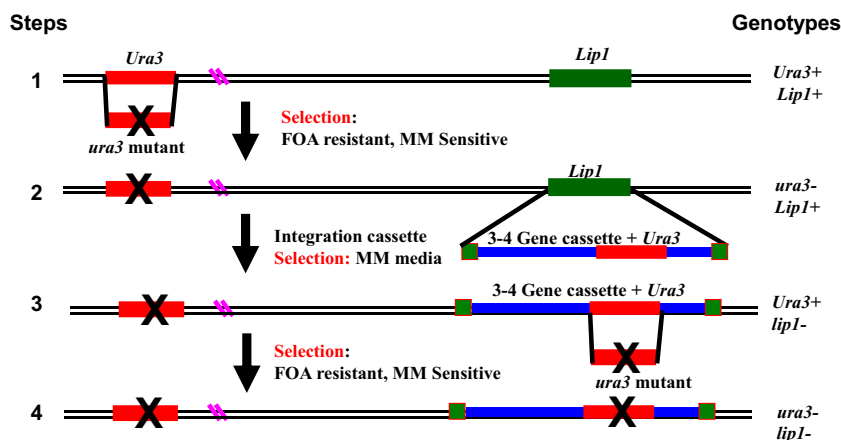 Steps
Genotypes
Ura3
Lip1
1
Ura3+
Lip1+
ura3 mutant
Selection:
FOA resistant, MM Sensitive
2
Lip1
ura3-
Lip1+
Integration cassette
Selection: MM media
3-4 Gene cassette + Ura3
3
3-4 Gene cassette + Ura3
Ura3+
lip1-
Selection:
FOA resistant, MM Sensitive
ura3 mutant
4
ura3-
lip1-